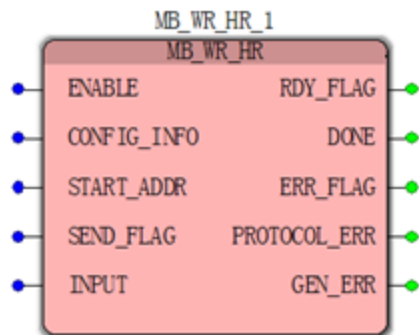 MB_WR_HR_1
MB_WR_HR
ENABLE RDY_FLAG
CONFIG_INFO DONE
START_ADDR ERR_FLAG
SEND_FLAG PROTOCOL_ERR
INPUT GEN_ERR